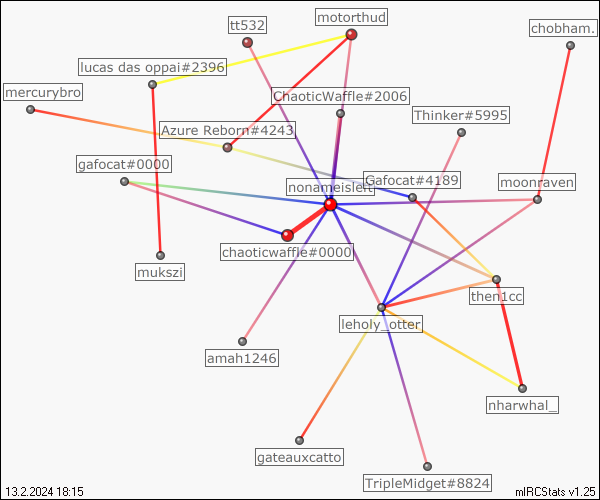 tt532
motorthud
chobham.
lucas das oppai#2396
mercurybro
ChaoticWaffle#2006
Thinker#5995
Azure Reborn#4243
gafocat#0000
Gafocat#4189
moonraven
chaoticwaffle#0000
mukszi
then1cc
leholy_otter
amah1246
nharwhal_
gateauxcatto
TripleMidget#8824
13.2.2024 18:15
mIRCStats v1.25